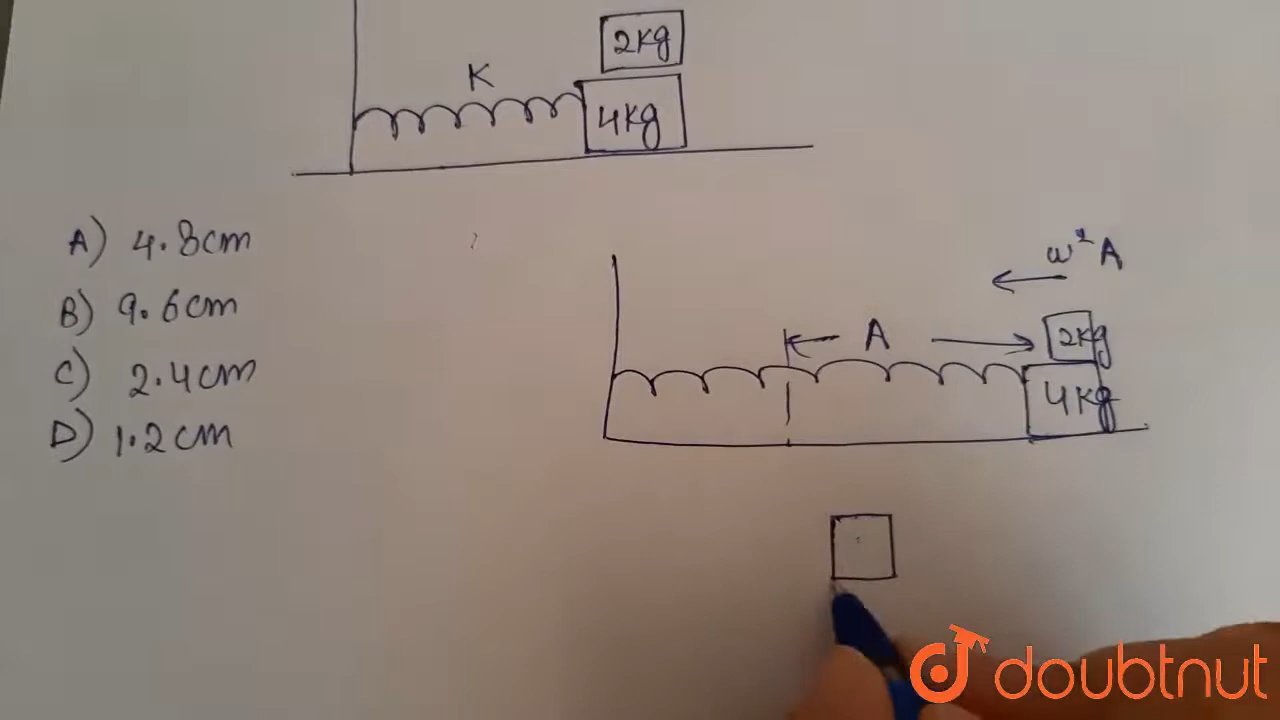 2kg
K
4kg
A) 4.8cm
B) 9.6cm
C) 2.4cm
D) 1.2cm
ω²A
A
2kg
4kg
doubtnut